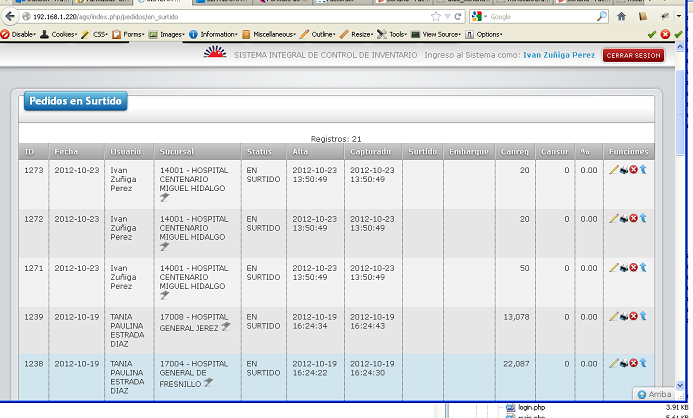 192.168.1.220/ags/index.php/pedidos/en_surtido
Google
Disable Cookies CSS Forms Images Information Miscellaneous Outline Resize Tools View Source Options
SISTEMA INTEGRAL DE CONTROL DE INVENTARIO Ingreso al Sistema como: Ivan Zuñiga Perez CERRAR SESION
Pedidos en Surtido
Registros: 21
ID Fecha Usuario Sucursal Status Alta Capturado Surtido Embarque Canreq Cansur % Funciones
1273 2012-10-23 Ivan 14001 - HOSPITAL EN 2012-10-23 2012-10-23 20 0 0.00
Zuñiga CENTENARIO SURTIDO 13:50:49 13:50:49
Perez MIGUEL HIDALGO
1272 2012-10-23 Ivan 14001 - HOSPITAL EN 2012-10-23 2012-10-23 20 0 0.00
Zuñiga CENTENARIO SURTIDO 13:50:49 13:50:49
Perez MIGUEL HIDALGO
1271 2012-10-23 Ivan 14001 - HOSPITAL EN 2012-10-23 2012-10-23 50 0 0.00
Zuñiga CENTENARIO SURTIDO 13:50:49 13:50:49
Perez MIGUEL HIDALGO
1239 2012-10-19 TANIA 17008 - HOSPITAL EN 2012-10-19 2012-10-19 13,078 0 0.00
PAULINA GENERAL JEREZ SURTIDO 16:24:34 16:24:43
ESTRADA
DIAZ
1238 2012-10-19 TANIA 17004 - HOSPITAL EN 2012-10-19 2012-10-19 22,087 0 0.00
PAULINA GENERAL DE SURTIDO 16:24:22 16:24:30
ESTRADA FRESNILLO
DIAZ
Arriba
login.php 3.91 KB